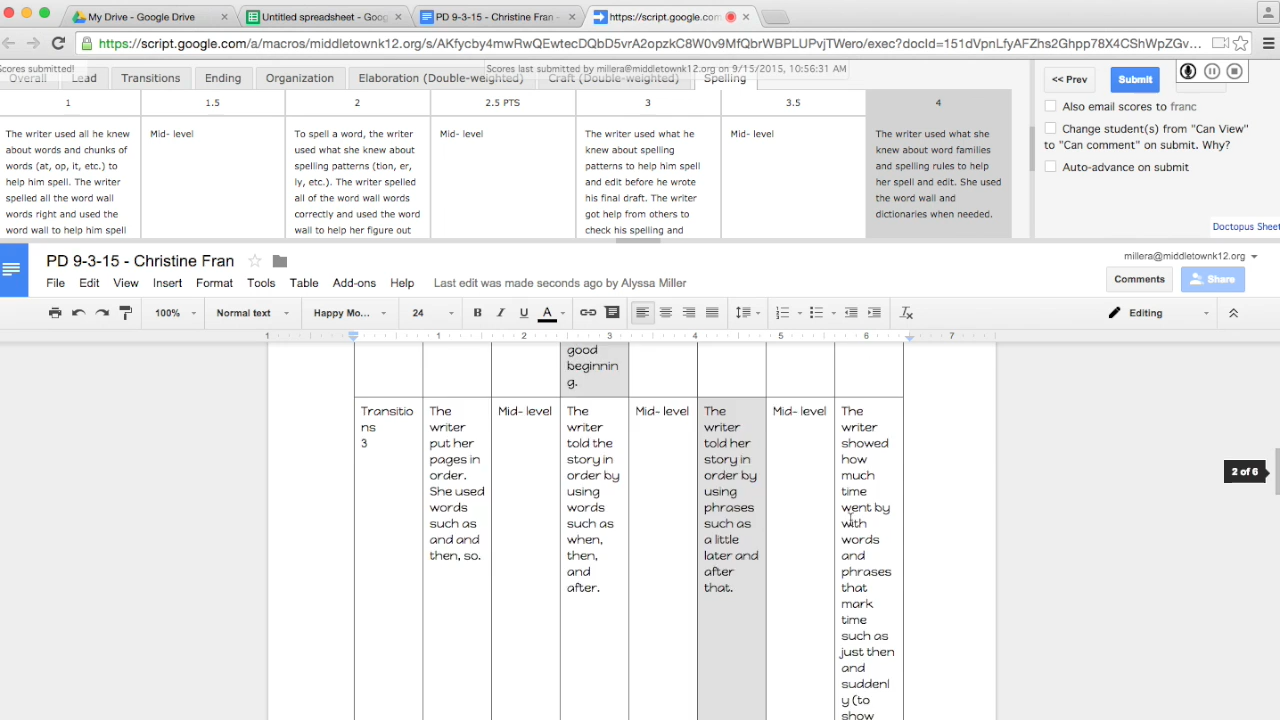 My Drive - Google Drive
Untitled spreadsheet - Goog
PD 9-3-15 - Christine Fran
https://script.google.com
https://script.google.com/a/macros/middletownk12.org/s/AKfycby4mwRwQEwtecDQbD5vrA2opzkC8W0v9MfQbrWBPLUPvjTWero/exec?docId=151dVpnLfyAFZhs2Ghpp78X4CShWpZGv...
Scores submitted!
Scores last submitted by millera@middletownk12.org on 9/15/2015, 10:56:31 AM
Overall
Lead
Transitions
Ending
Organization
Elaboration (Double-weighted)
Craft (Double-weighted)
Spelling
<< Prev
Submit
1
1.5
2
2.5 PTS
3
3.5
4
The writer used all he knew
about words and chunks of
words (at, op, it, etc.) to
help him spell. The writer
spelled all the word wall
words right and used the
word wall to help him spell
Mid- level
To spell a word, the writer
used what she knew about
spelling patterns (tion, er,
ly, etc.). The writer spelled
all of the word wall words
correctly and used the word
wall to help her figure out
Mid- level
The writer used what he
knew about spelling
patterns to help him spell
and edit before he wrote
his final draft. The writer
got help from others to
check his spelling and
Mid- level
The writer used what she
knew about word families
and spelling rules to help
her spell and edit. She used
the word wall and
dictionaries when needed.
Also email scores to franc
Change student(s) from "Can View"
to "Can comment" on submit. Why?
Auto-advance on submit
Doctopus Sheet
PD 9-3-15 - Christine Fran
millera@middletownk12.org
File Edit View Insert Format Tools Table Add-ons Help
Last edit was made seconds ago by Alyssa Miller
Comments
Share
100%
Normal text
Happy Mo...
24
B I U A
Editing
1 1 2 3 4 5 6 7
good
beginnin
g.
Transitio
ns
3
The
writer
put her
pages in
order.
She used
words
such as
and and
then, so.
Mid- level
The
writer
told the
story in
order by
using
words
such as
when,
then,
and
after.
Mid- level
The
writer
told her
story in
order by
using
phrases
such as
a little
later and
after
that.
Mid- level
The
writer
showed
how
much
time
went by
with
words
and
phrases
that
mark
time
such as
just then
and
suddenl
y (to
show
2 of 6